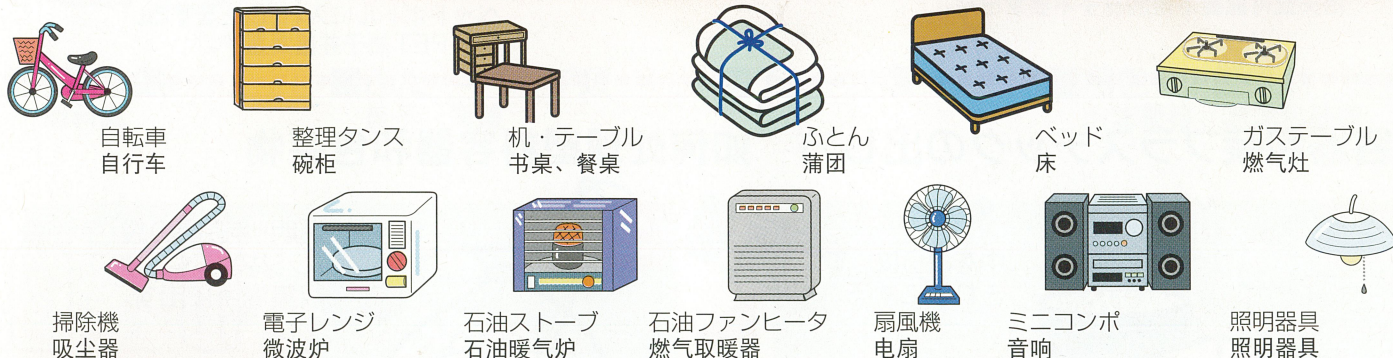 自転車
自行车
整理タンス
碗柜
机・テーブル
书桌、餐桌
ふとん
蒲团
ベッド
床
ガステーブル
燃气灶
掃除機
吸尘器
電子レンジ
微波炉
石油ストーブ
石油暖气炉
石油ファンヒータ
燃气取暖器
扇風機
电扇
ミニコンポ
音响
照明器具
照明器具